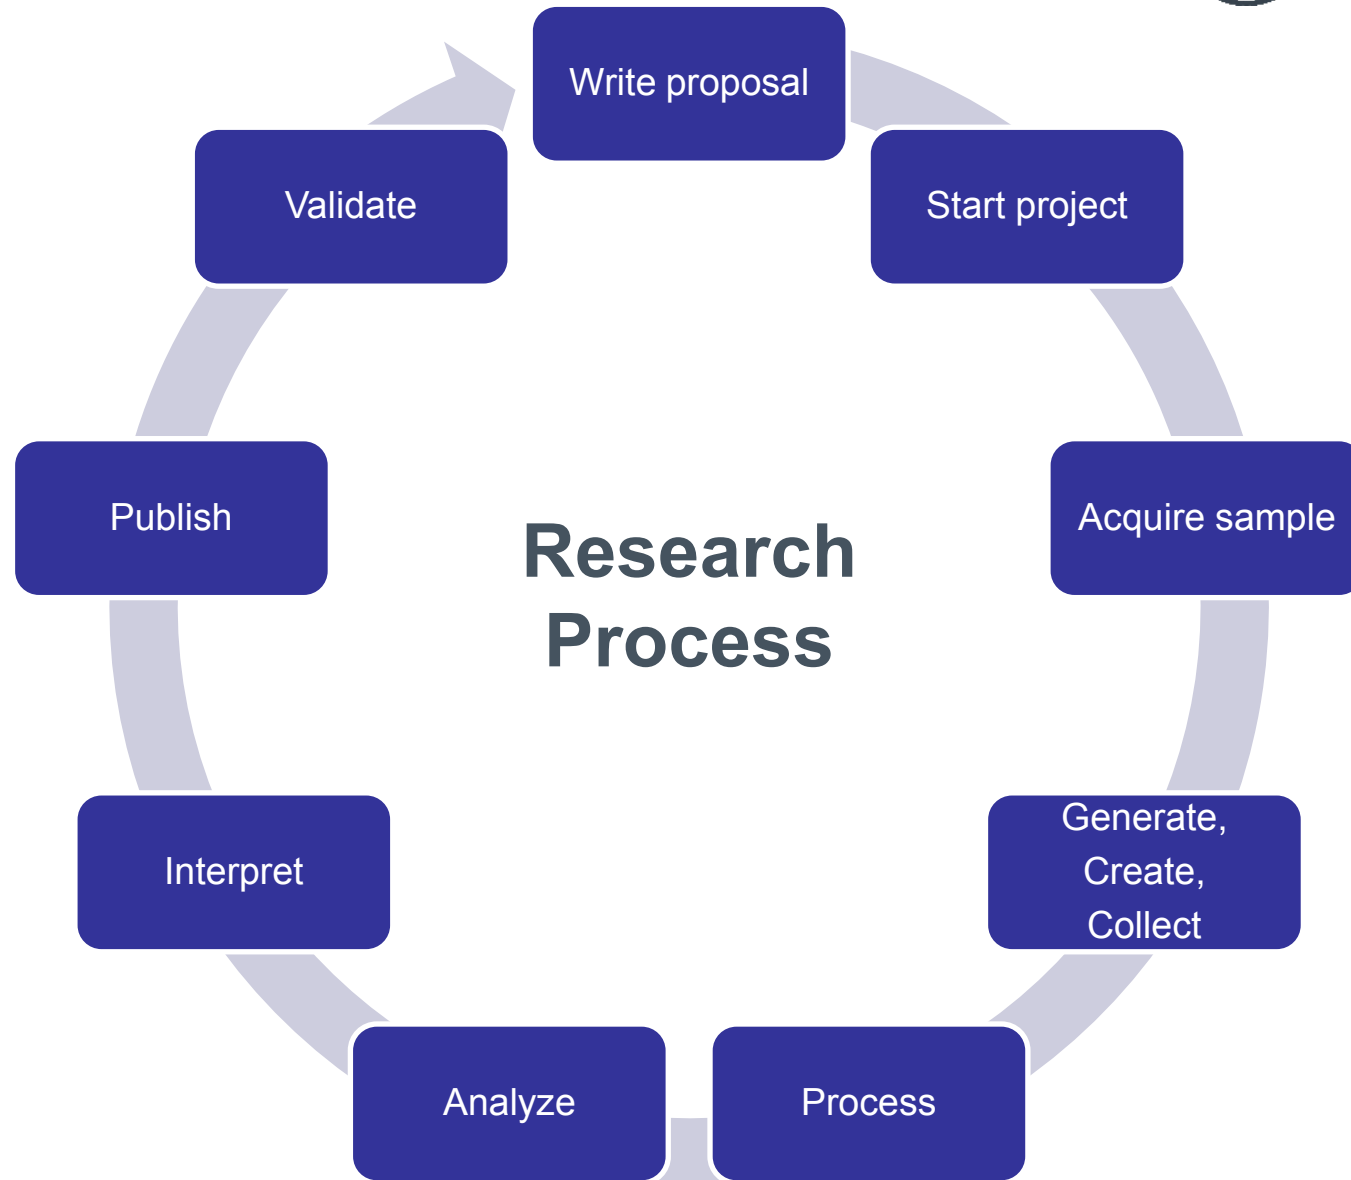 Write proposal
Start project
Acquire sample
Generate,
Create,
Collect
Process
Analyze
Interpret
Publish
Validate
Research
Process